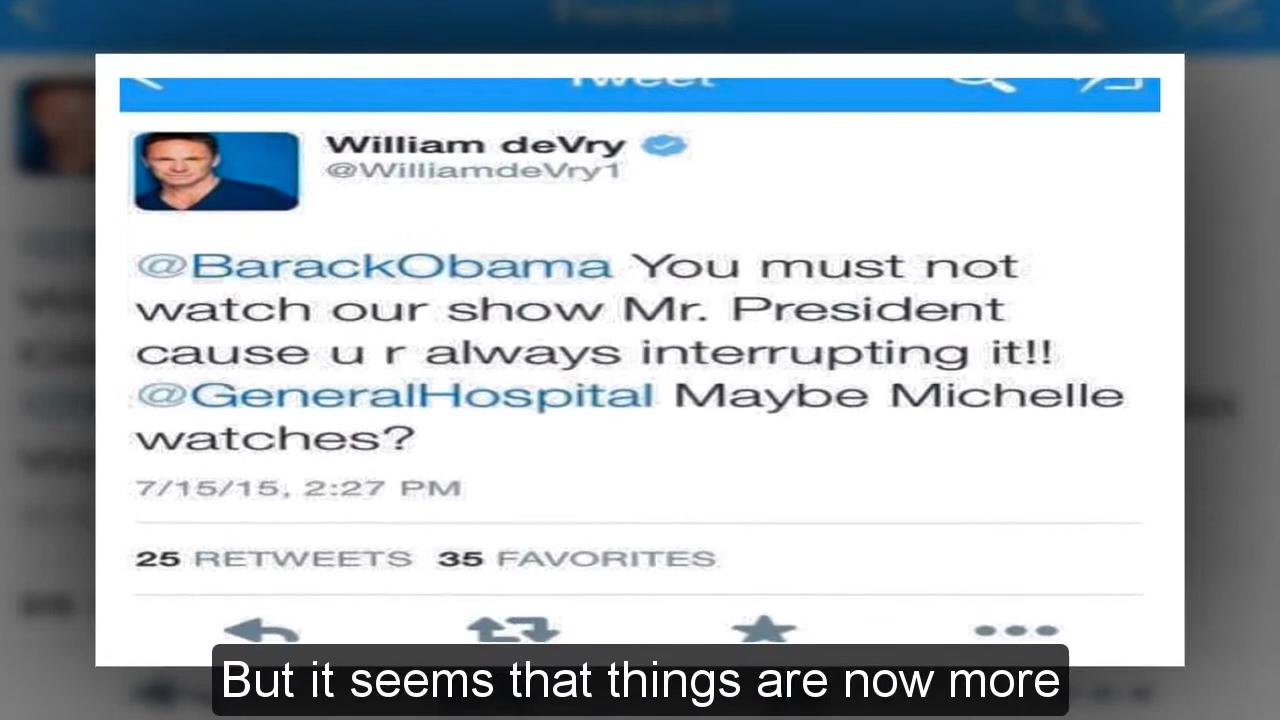 Tweet
William deVry
@WilliamdeVry1
@BarackObama You must not
watch our show Mr. President
cause u r always interrupting it!!
@GeneralHospital Maybe Michelle
watches?
7/15/15, 2:27 PM
25 RETWEETS 35 FAVORITES
But it seems that things are now more